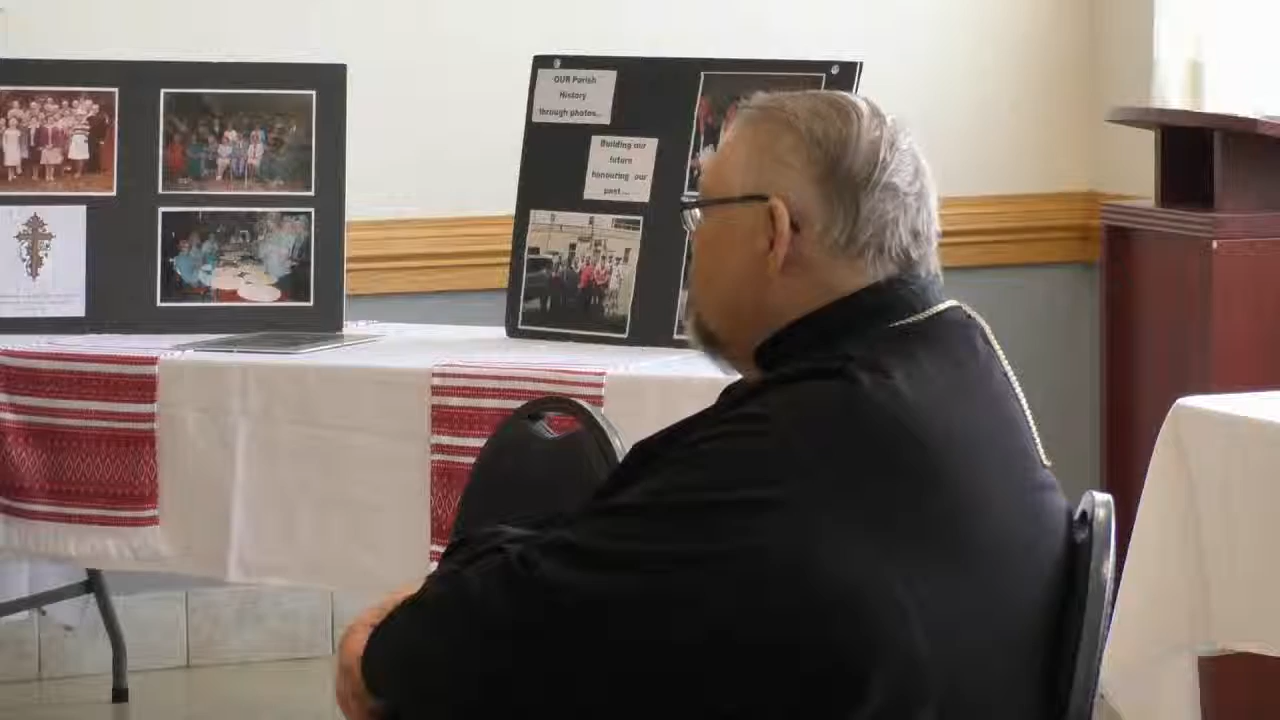 OUR Parish
History
through photos...
Building our
future
honouring our
past...